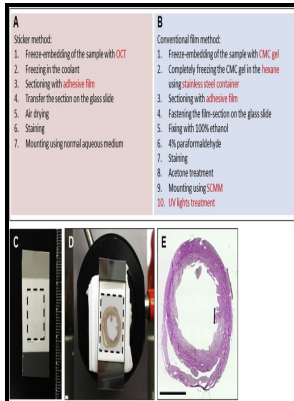 A
Sticker method:
1. Freeze-embedding of the sample with OCT
2. Freezing in the coolant
3. Sectioning with adhesive film
4. Transfer the section on the glass slide
5. Air drying
6. Staining
7. Mounting using normal aqueous medium
B
Conventional film method:
1. Freeze-embedding of the sample with CMC gel
2. Completely freezing the CMC gel in the hexane
using stainless steel container
3. Sectioning with adhesive film
4. Fastening the film-section on the glass slide
5. Fixing with 100% ethanol
6. 4% paraformaldehyde
7. Staining
8. Acetone treatment
9. Mounting using SCMM
10. UV lights treatment
C
D
E